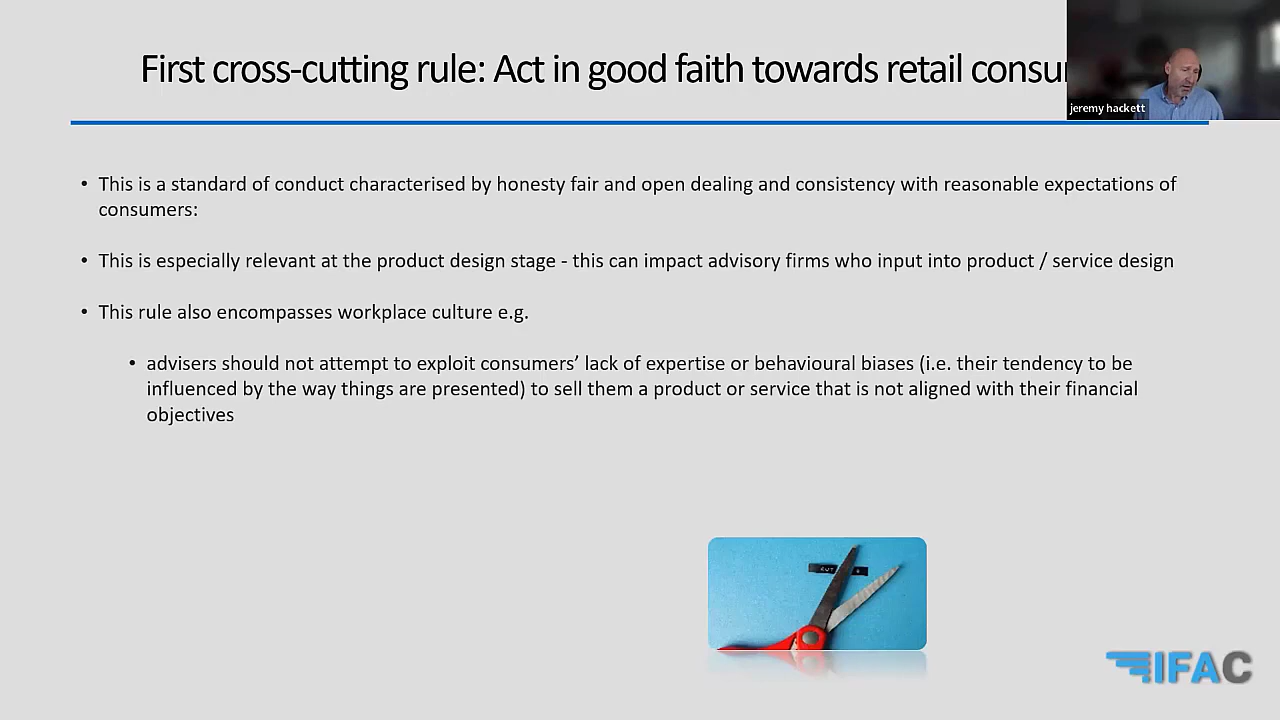 First cross-cutting rule: Act in good faith towards retail
jeremy hackett
• This is a standard of conduct characterised by honesty fair and open dealing and consistency with reasonable expectations of
consumers:
• This is especially relevant at the product design stage - this can impact advisory firms who input into product / service design
• This rule also encompasses workplace culture e.g.
• advisers should not attempt to exploit consumers’ lack of expertise or behavioural biases (i.e. their tendency to be
influenced by the way things are presented) to sell them a product or service that is not aligned with their financial
objectives
IFAC